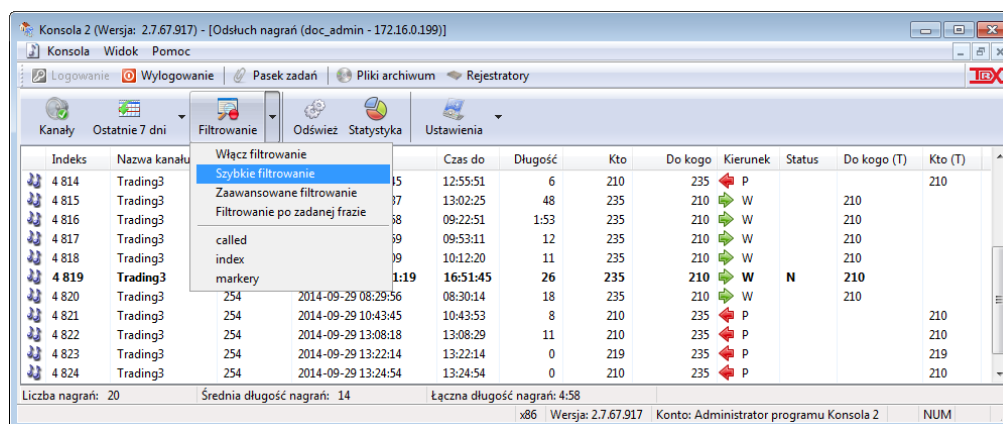 Konsola 2 (Wersja: 2.7.67.917) - [Odsłuch nagrań (doc_admin - 172.16.0.199)]
Konsola Widok Pomoc
Logowanie Wylogowanie Pasek zadań Pliki archiwum Rejestratory TRX
Kanały Ostatnie 7 dni Filtrowanie Odśwież Statystyka Ustawienia
Indeks Nazwa kanału Czas do Długość Kto Do kogo Kierunek Status Do kogo (T) Kto (T)
Włącz filtrowanie
Szybkie filtrowanie
Zaawansowane filtrowanie
Filtrowanie po zadanej frazie
called
index
markery
4 814 Trading3 45 12:55:51 6 210 235 P 210
4 815 Trading3 37 13:02:25 48 235 210 W 210
4 816 Trading3 58 09:22:51 1:53 235 210 W 210
4 817 Trading3 59 09:53:11 12 235 210 W 210
4 818 Trading3 09 10:12:20 11 235 210 W 210
4 819 Trading3 1:19 16:51:45 26 235 210 W N 210
4 820 Trading3 254 2014-09-29 08:29:56 08:30:14 18 235 210 W 210
4 821 Trading3 254 2014-09-29 10:43:45 10:43:53 8 210 235 P 210
4 822 Trading3 254 2014-09-29 13:08:18 13:08:29 11 210 235 P 210
4 823 Trading3 254 2014-09-29 13:22:14 13:22:14 0 219 235 P 219
4 824 Trading3 254 2014-09-29 13:24:54 13:24:54 0 210 235 P 210
Liczba nagrań: 20 Średnia długość nagrań: 14 Łączna długość nagrań: 4:58
x86 Wersja: 2.7.67.917 Konto: Administrator programu Konsola 2 NUM